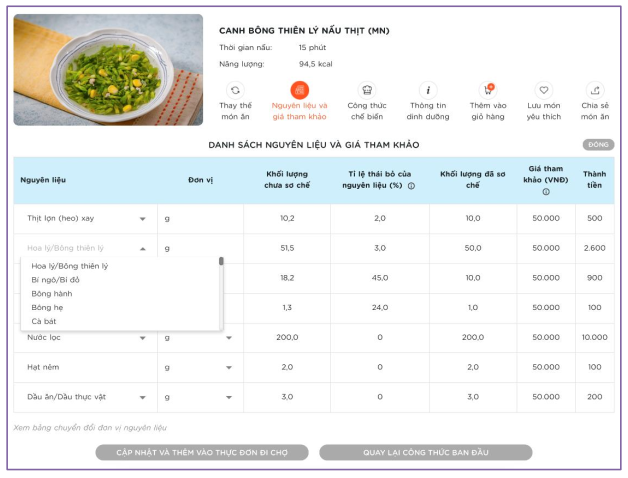 CANH BÔNG THIÊN LÝ NẤU THỊT (MN)
Thời gian nấu: 15 phút
Năng lượng: 94,5 kcal
Thay thế món ăn
Nguyên liệu và giá tham khảo
Công thức chế biến
Thông tin dinh dưỡng
Thêm vào giỏ hàng
Lưu món yêu thích
Chia sẻ món ăn
DANH SÁCH NGUYÊN LIỆU VÀ GIÁ THAM KHẢO
ĐÓNG
Nguyên liệu Đơn vị Khối lượng chưa sơ chế Tỉ lệ thải bỏ của nguyên liệu (%) Khối lượng đã sơ chế Giá tham khảo (VNĐ) Thành tiền
Thịt lợn (heo) xay g 10,2 2,0 10,0 50.000 500
Hoa lý/Bông thiên lý g 51,5 3,0 50,0 50.000 2.600
Hoa lý/Bông thiên lý
Bí ngô/Bí đỏ
Bông hành
Bông hẹ
Cà bát
18,2 45,0 10,0 50.000 900
1,3 24,0 1,0 50.000 100
Nước lọc g 200,0 0 200,0 50.000 10.000
Hạt nêm g 2,0 0 2,0 50.000 100
Dầu ăn/Dầu thực vật g 3,0 0 3,0 50.000 200
Xem bảng chuyển đổi đơn vị nguyên liệu
CẬP NHẬT VÀ THÊM VÀO THỰC ĐƠN ĐI CHỢ
QUAY LẠI CÔNG THỨC BAN ĐẦU